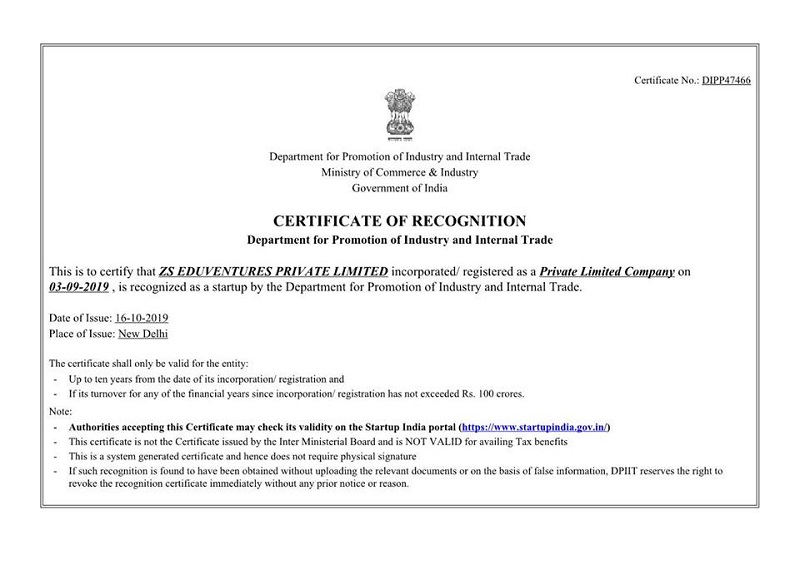 Certificate No.: DIPP47466
Department for Promotion of Industry and Internal Trade
Ministry of Commerce & Industry
Government of India
CERTIFICATE OF RECOGNITION
Department for Promotion of Industry and Internal Trade
This is to certify that ZS EDUVENTURES PRIVATE LIMITED incorporated/ registered as a Private Limited Company on
03-09-2019 , is recognized as a startup by the Department for Promotion of Industry and Internal Trade.
Date of Issue: 16-10-2019
Place of Issue: New Delhi
The certificate shall only be valid for the entity:
- Up to ten years from the date of its incorporation/ registration and
- If its turnover for any of the financial years since incorporation/ registration has not exceeded Rs. 100 crores.
Note:
- Authorities accepting this Certificate may check its validity on the Startup India portal (https://www.startupindia.gov.in/)
- This certificate is not the Certificate issued by the Inter Ministerial Board and is NOT VALID for availing Tax benefits
- This is a system generated certificate and hence does not require physical signature
- If such recognition is found to have been obtained without uploading the relevant documents or on the basis of false information, DPIIT reserves the right to
revoke the recognition certificate immediately without any prior notice or reason.